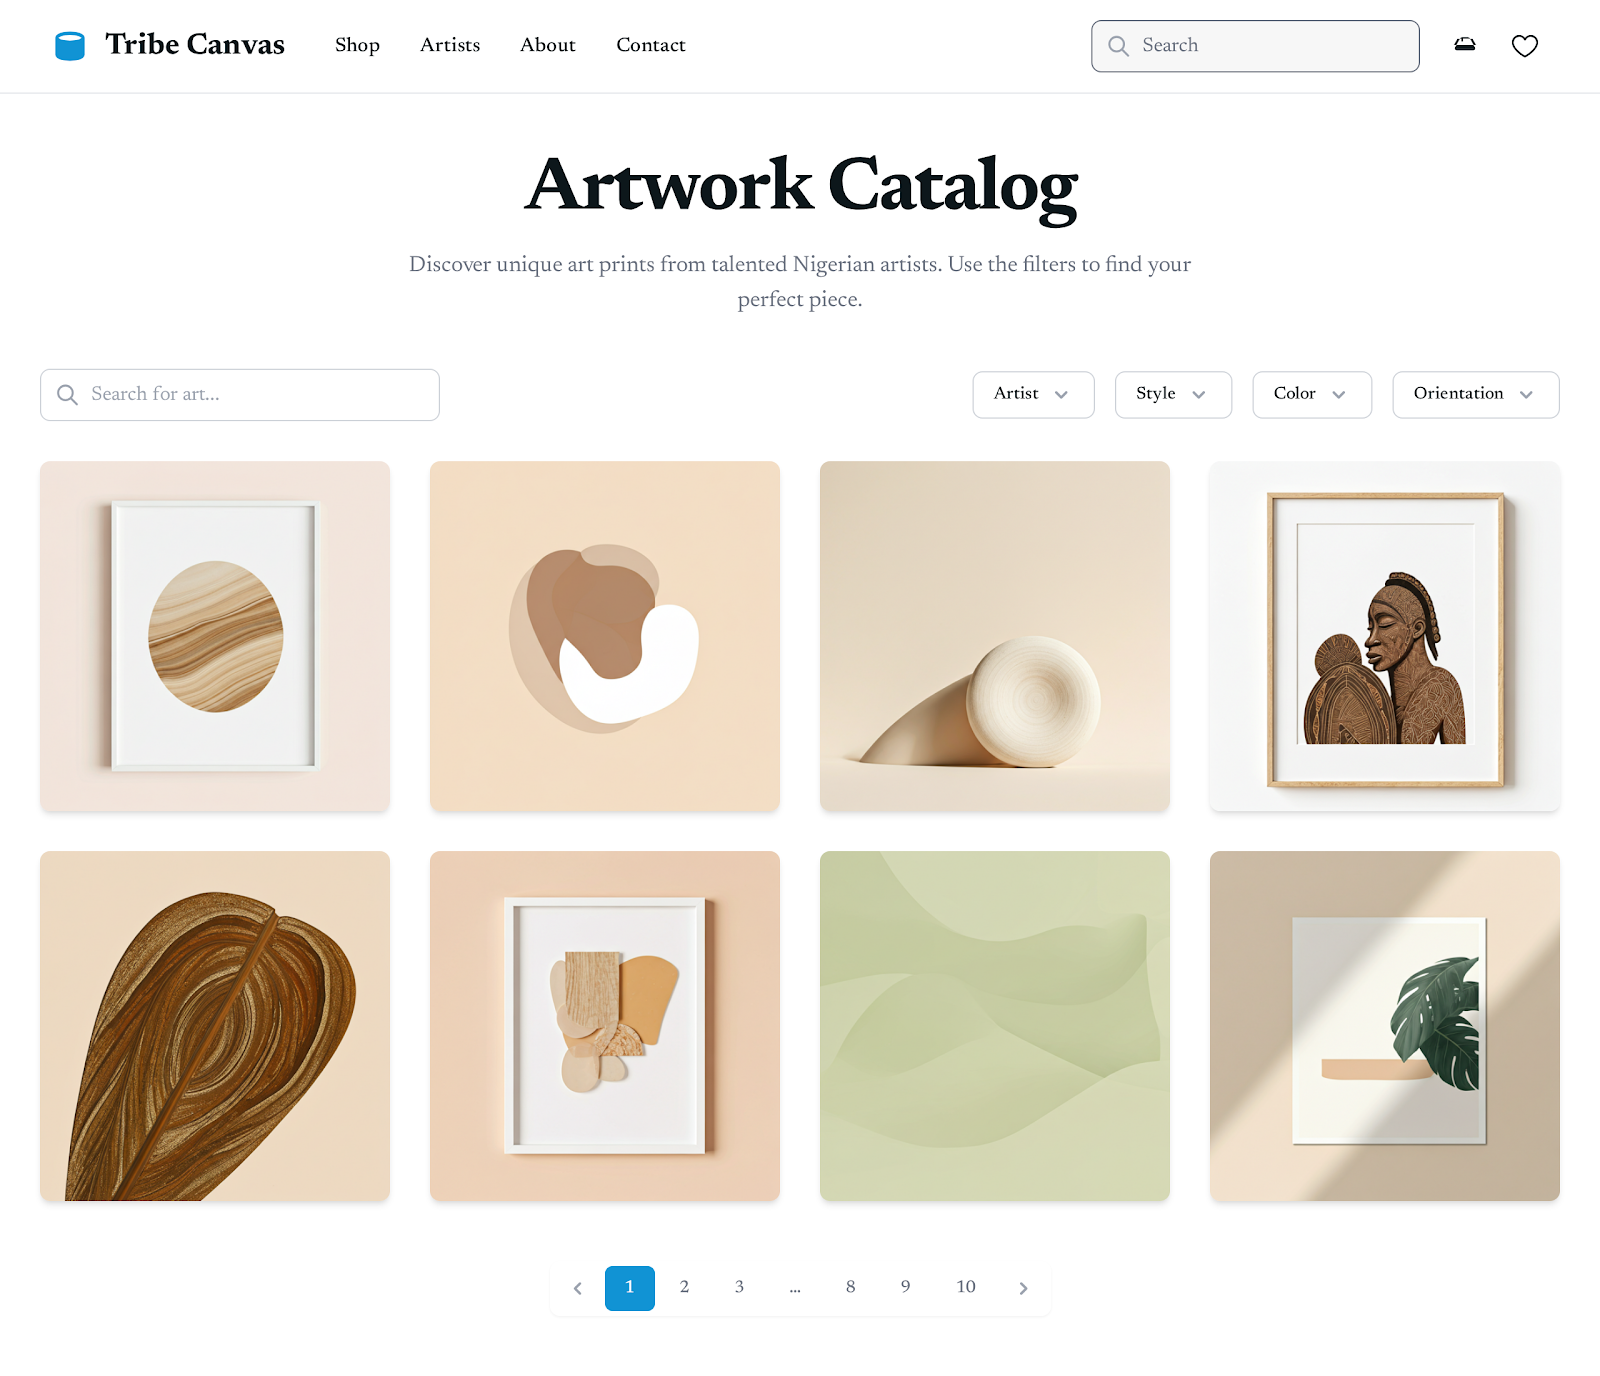 Tribe Canvas
Shop
Artists
About
Contact
Search
Artwork Catalog
Discover unique art prints from talented Nigerian artists. Use the filters to find your
perfect piece.
Search for art...
Artist
Style
Color
Orientation
1
2
3
...
8
9
10